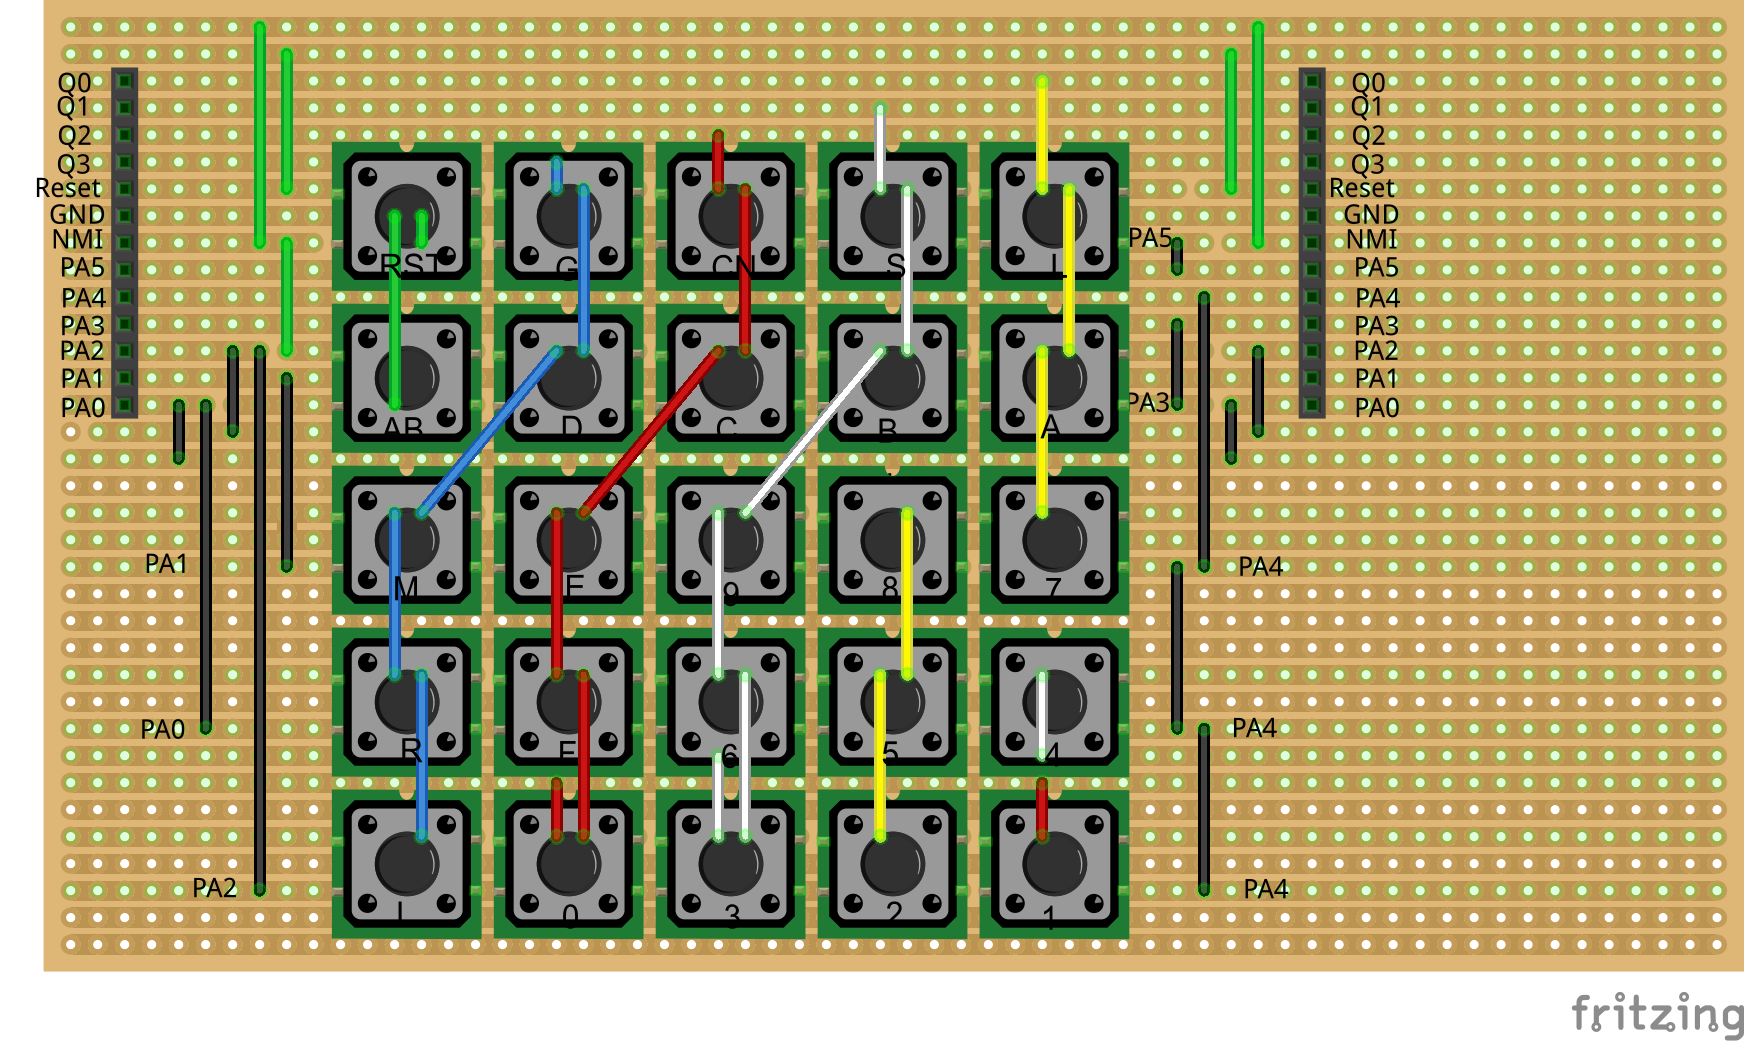 Q0
Q1
Q2
Q3
Reset
GND
NMI
PA5
PA4
PA3
PA2
PA1
PA0
Q0
Q1
Q2
Q3
Reset
GND
NMI
PA5
PA4
PA3
PA2
PA1
PA0
PA5
PA3
RST
G
CN
S
L
AB
D
C
B
A
M
9
8
7
PA1
PA4
R
6
5
4
PA0
PA4
0
3
2
1
PA2
PA4
fritzing